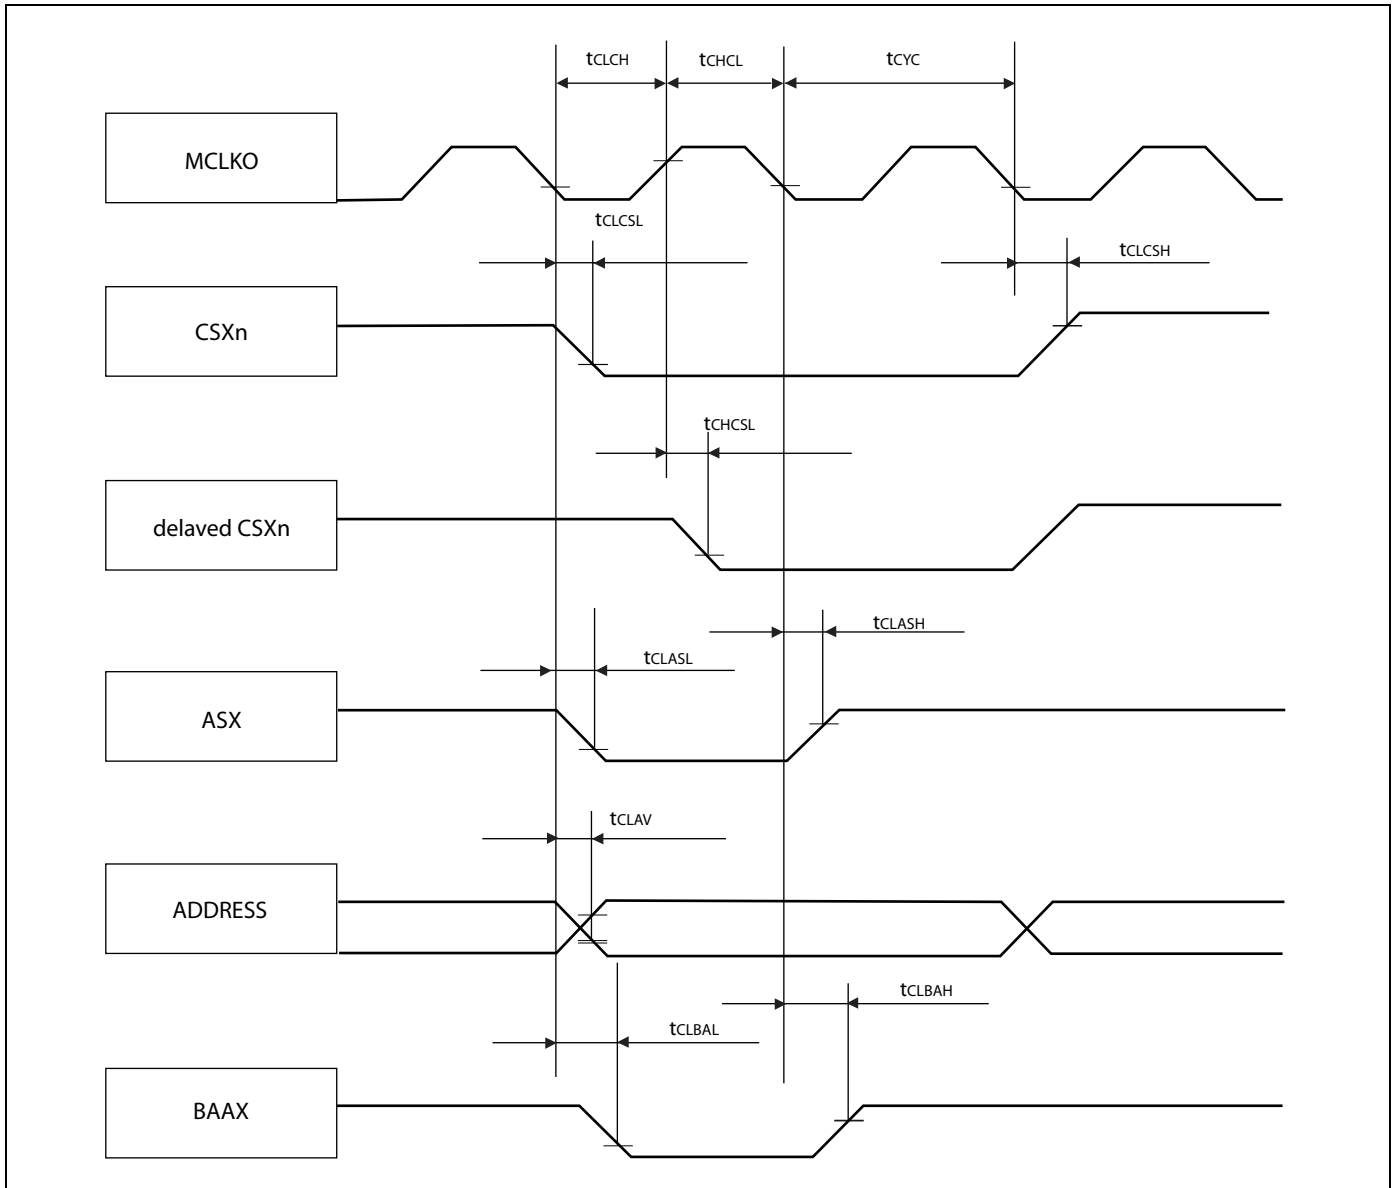 tCLCH tCHCL tCYC
MCLKO
tCLCSL
tCLCSH
CSXn
tCHCSL
delaved CSXn
tCLASH
tCLASL
ASX
tCLAV
ADDRESS
tCLBAH
tCLBAL
BAAX